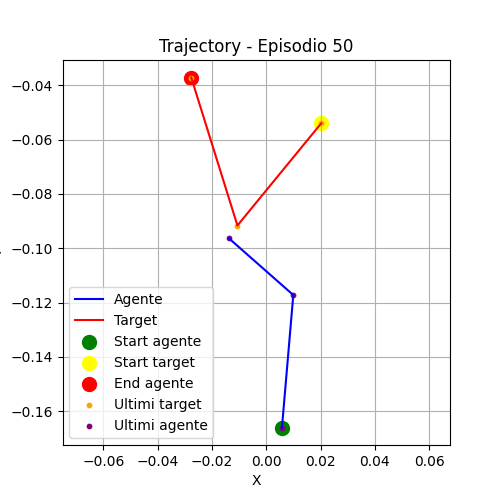 Trajectory - Episodio 50
−0.04
−0.06
−0.08
−0.10
−0.12
−0.14
−0.16
Agente
Target
Start agente
Start target
End agente
Ultimi target
Ultimi agente
−0.06 −0.04 −0.02 0.00 0.02 0.04 0.06
X